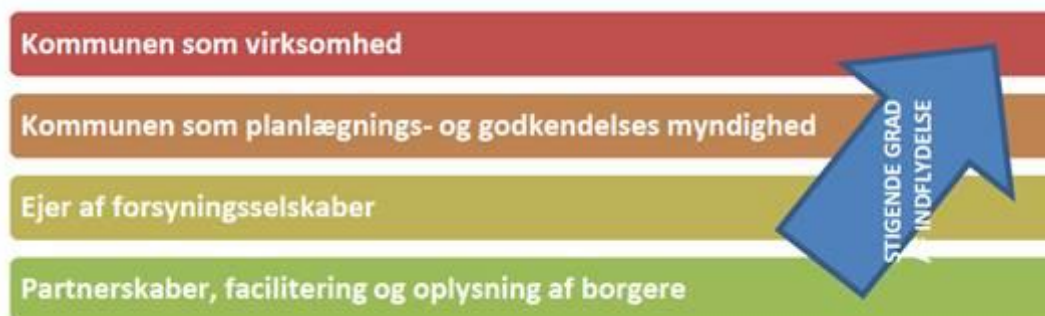 Kommunen som virksomhed
Kommunen som planlægnings- og godkendelses myndighed
Ejer af forsyningsselskaber
Partnerskaber, facilitering og oplysning af borgere
STIGENDE GRAD
AF INDFLYDELSE